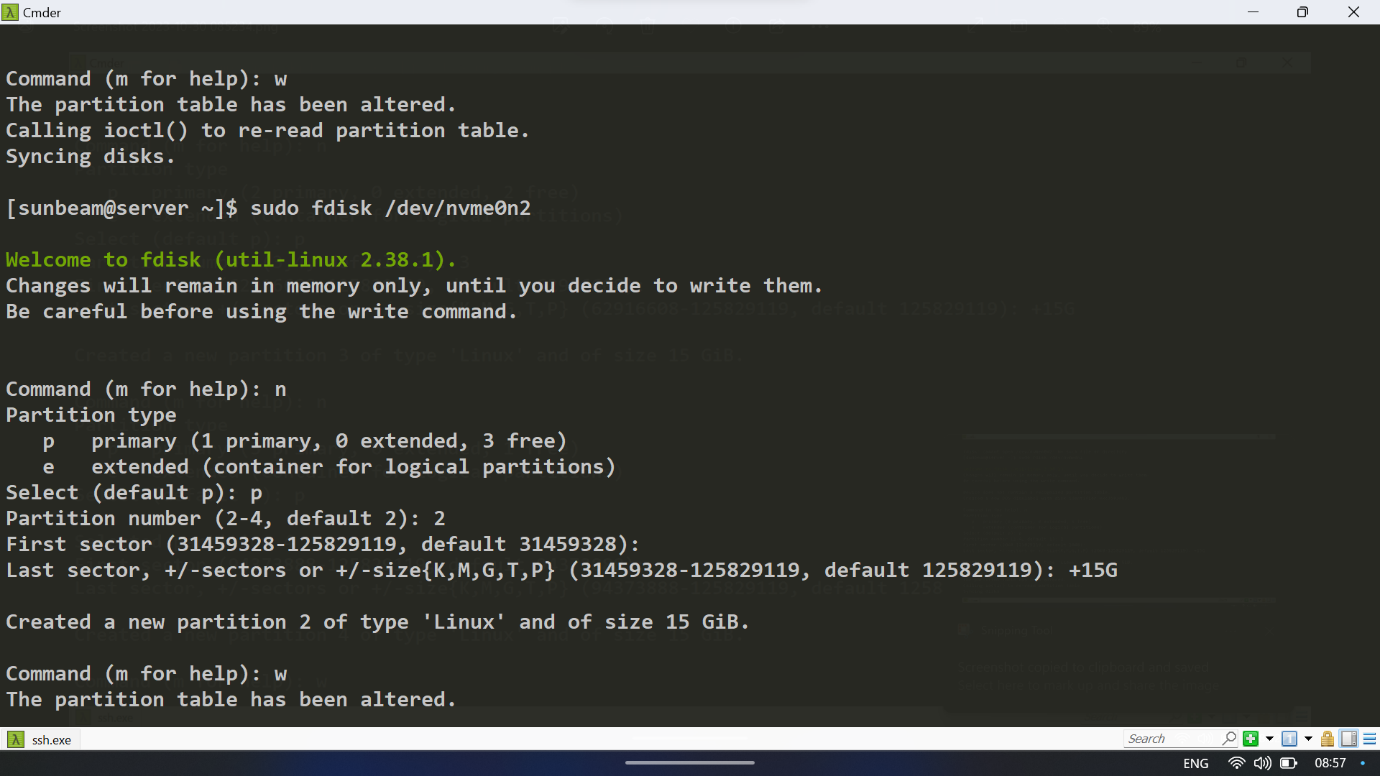 Cmder
Command (m for help): w
The partition table has been altered.
Calling ioctl() to re-read partition table.
Syncing disks.
[sunbeam@server ~]$ sudo fdisk /dev/nvme0n2
Welcome to fdisk (util-linux 2.38.1).
Changes will remain in memory only, until you decide to write them.
Be careful before using the write command.
Command (m for help): n
Partition type
p   primary (1 primary, 0 extended, 3 free)
e   extended (container for logical partitions)
Select (default p): p
Partition number (2-4, default 2): 2
First sector (31459328-125829119, default 31459328):
Last sector, +/-sectors or +/-size{K,M,G,T,P} (31459328-125829119, default 125829119): +15G
Created a new partition 2 of type 'Linux' and of size 15 GiB.
Command (m for help): w
The partition table has been altered.
ssh.exe
Search
ENG
08:57